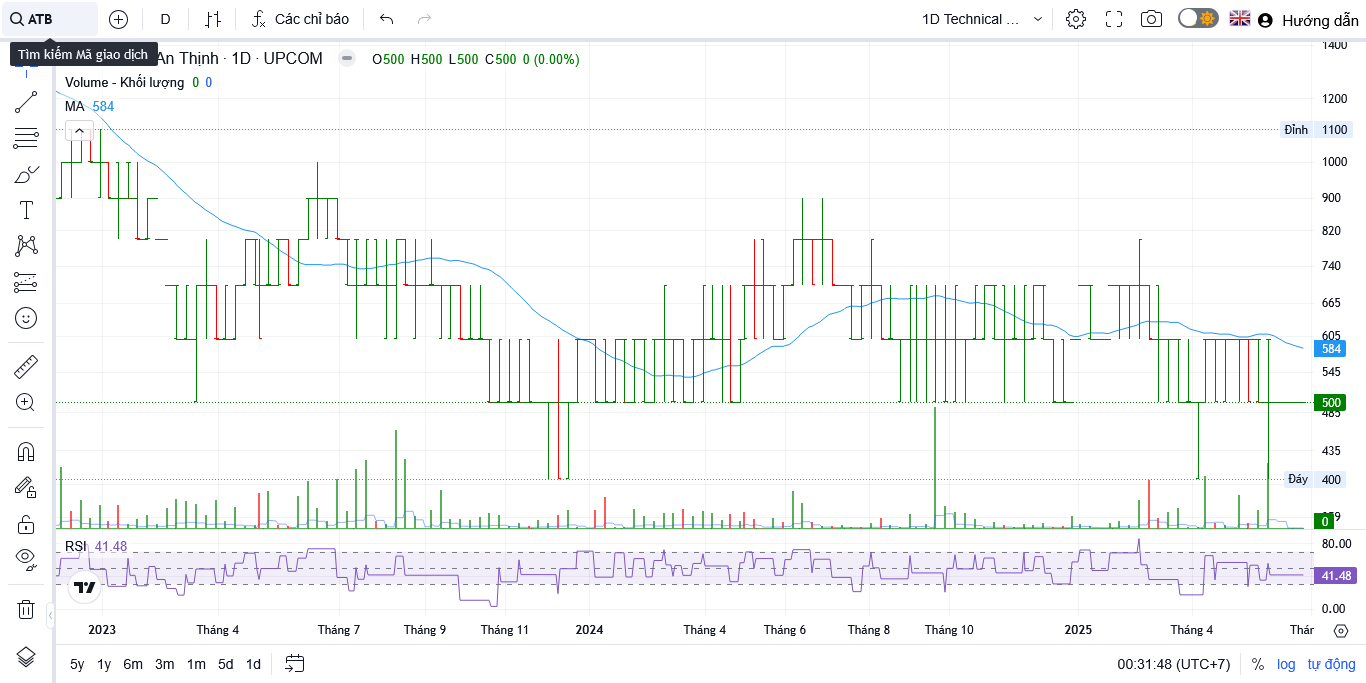 ATB
D
Các chỉ báo
1D Technical ...
Hướng dẫn
Tìm kiếm Mã giao dịch
An Thịnh · 1D · UPCOM
O500 H500 L500 C500 0 (0.00%)
Volume - Khối lượng 0 0
MA 584
1400
1200
Đỉnh 1100
1000
900
820
740
665
605
584
545
500
485
435
Đáy 400
0
RSI 41.48
80.00
41.48
0.00
2023 Tháng 4 Tháng 7 Tháng 9 Tháng 11 2024 Tháng 4 Tháng 6 Tháng 8 Tháng 10 2025 Tháng 4 Thár
5y 1y 6m 3m 1m 5d 1d
00:31:48 (UTC+7) % log tự động